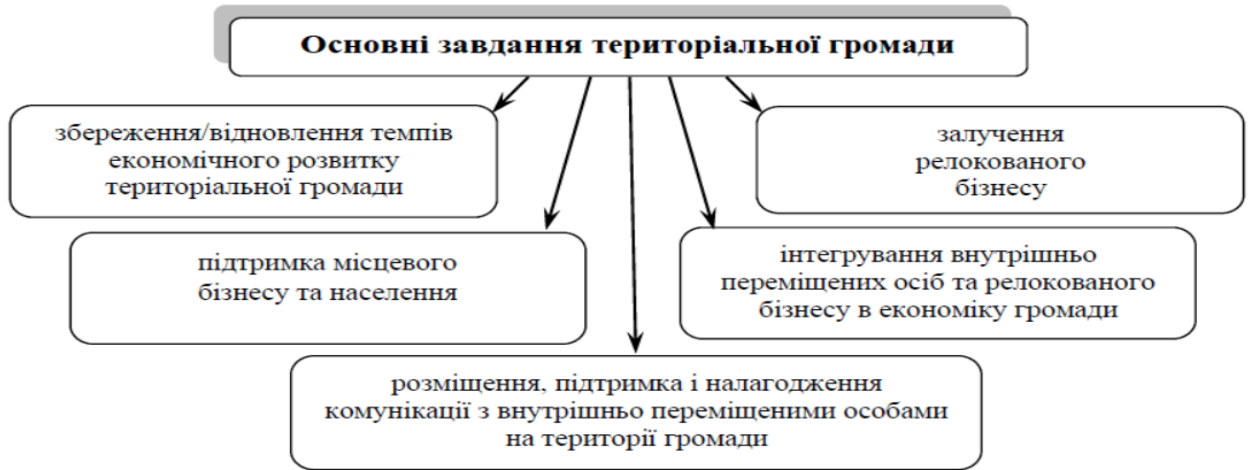 Основні завдання територіальної громади
збереження/відновлення темпів
економічного розвитку
територіальної громади
залучення
релокованого
бізнесу
підтримка місцевого
бізнесу та населення
інтегрування внутрішньо
переміщених осіб та релокованого
бізнесу в економіку громади
розміщення, підтримка і налагодження
комунікації з внутрішньо переміщеними особами
на території громади